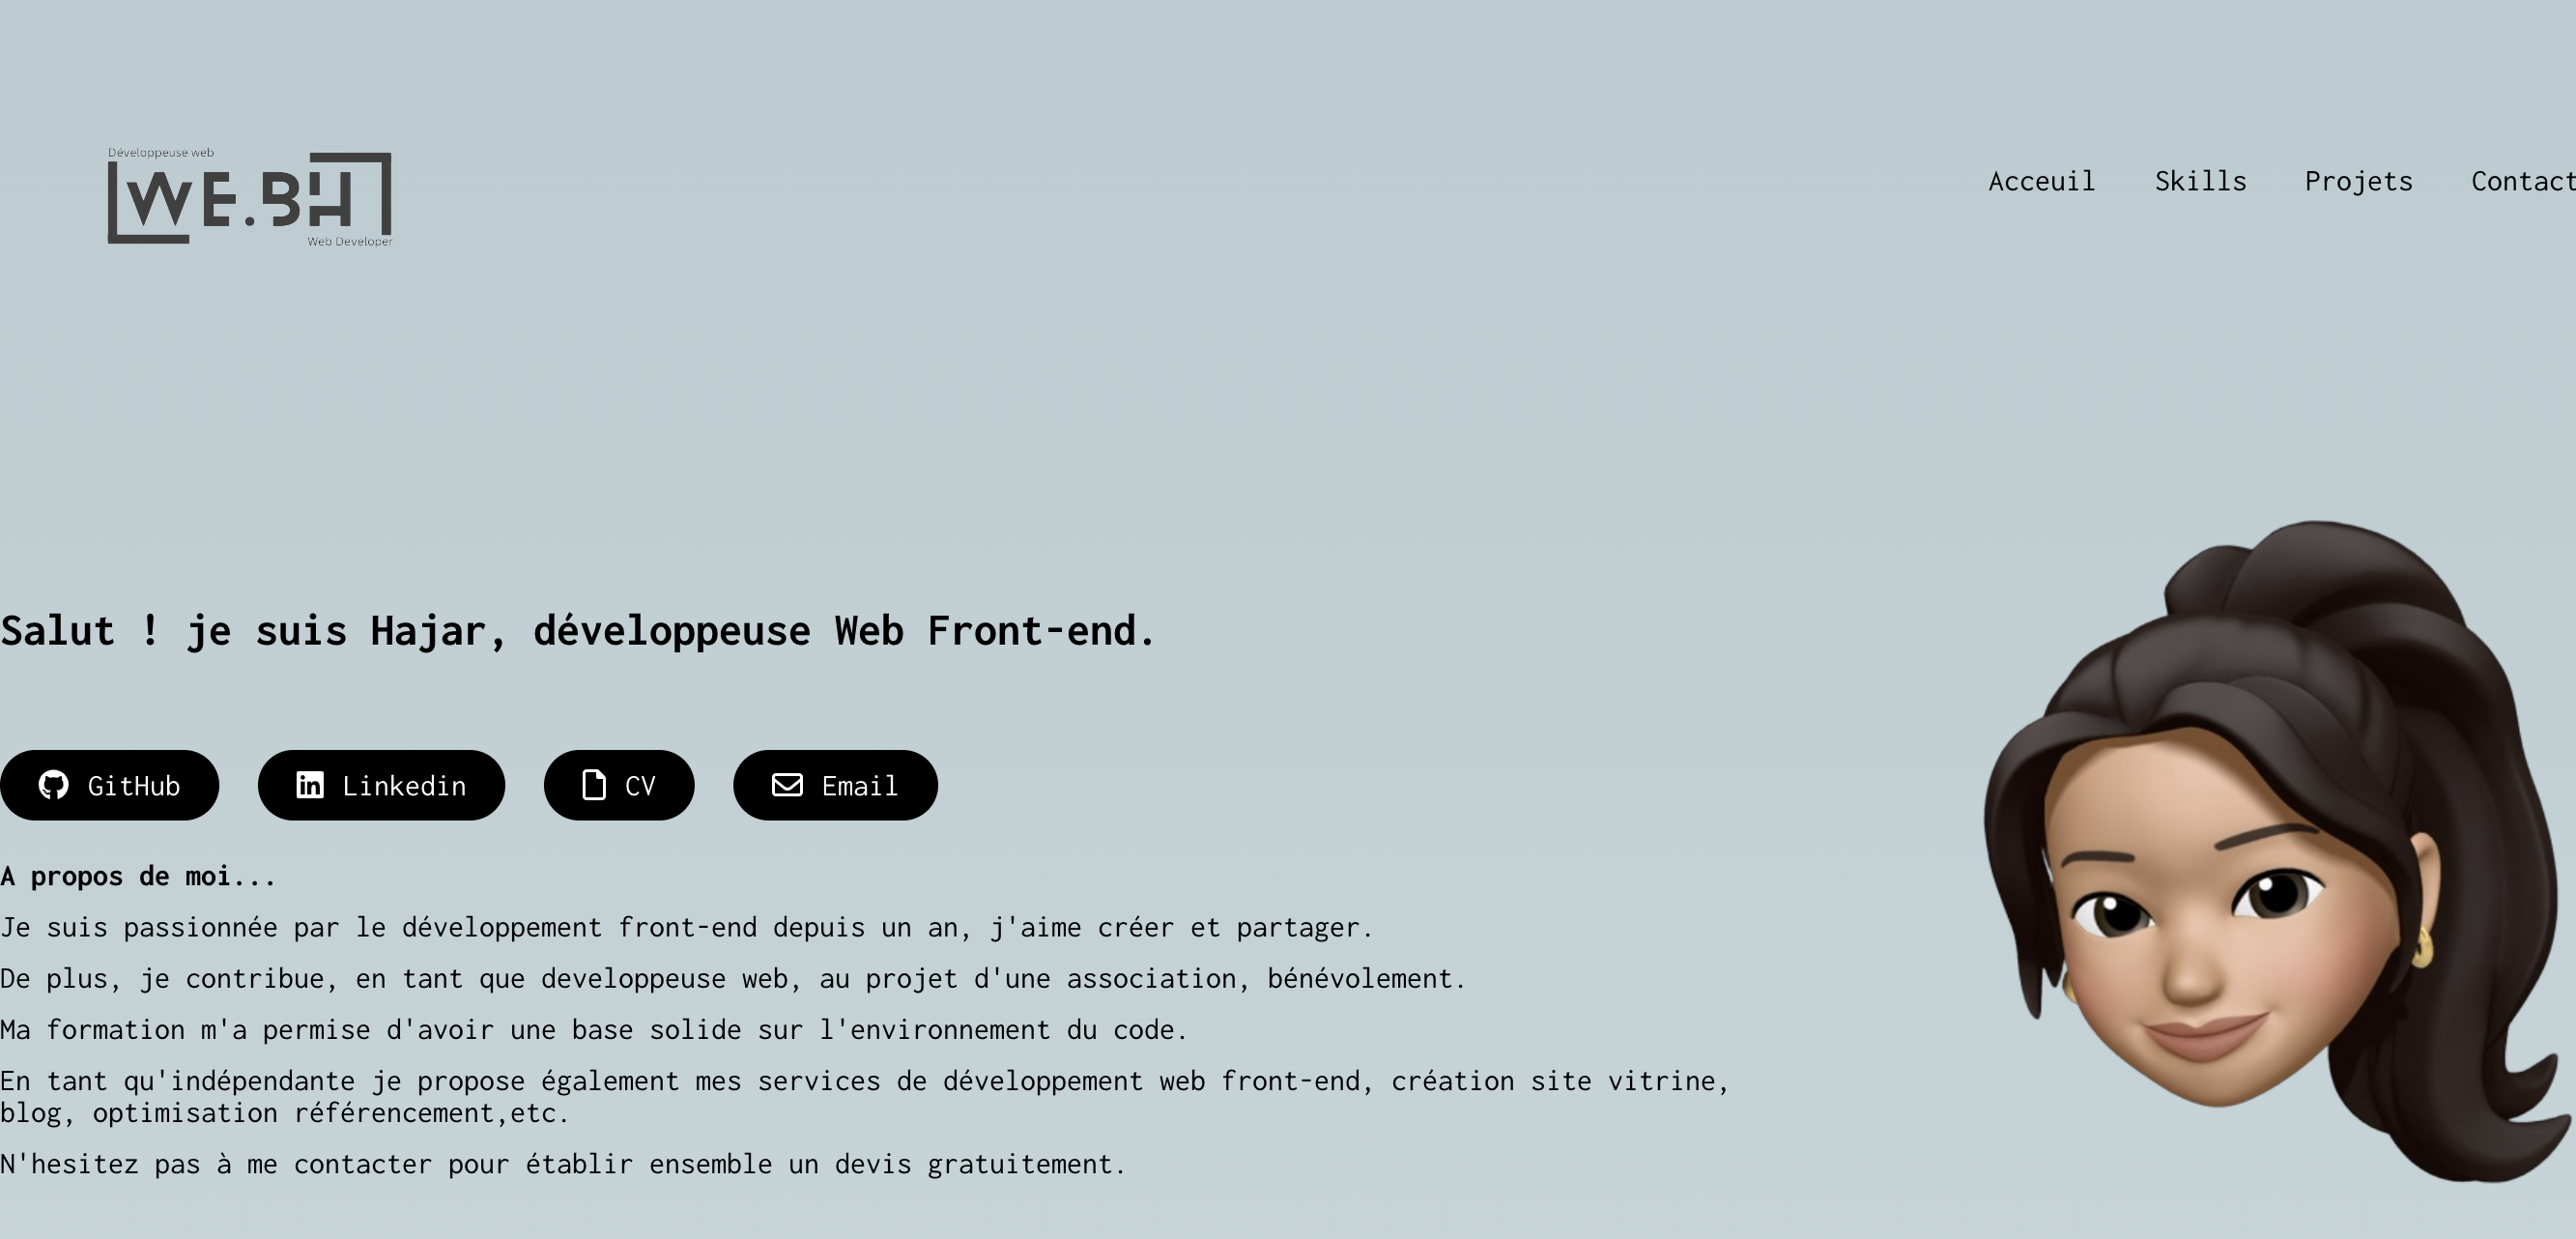 Développeuse web
WE.BH
Web Developer
Acceuil Skills Projets Contact
Salut ! je suis Hajar, développeuse Web Front-end.
GitHub Linkedin CV Email
A propos de moi...
Je suis passionnée par le développement front-end depuis un an, j'aime créer et partager.
De plus, je contribue, en tant que developpeuse web, au projet d'une association, bénévolement.
Ma formation m'a permise d'avoir une base solide sur l'environnement du code.
En tant qu'indépendante je propose également mes services de développement web front-end, création site vitrine,
blog, optimisation référencement,etc.
N'hesitez pas à me contacter pour établir ensemble un devis gratuitement.